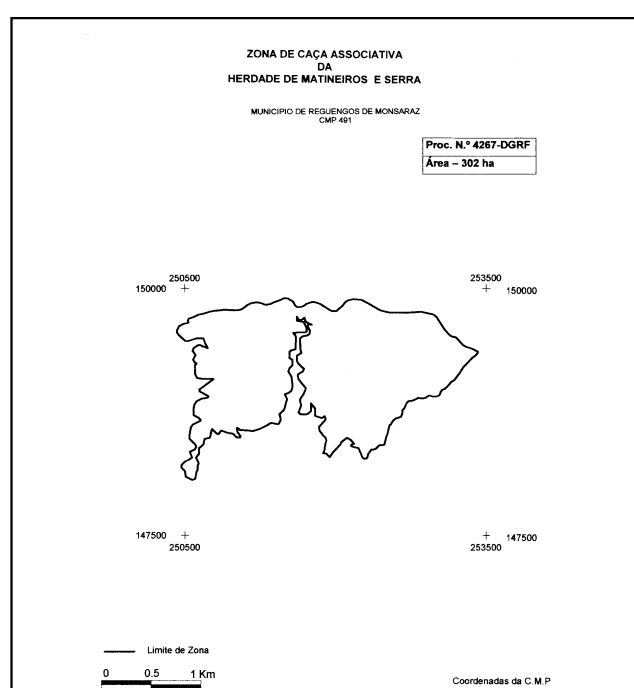 ZONA DE CAÇA ASSOCIATIVA
DA
HERDADE DE MATINEIROS E SERRA
MUNICIPIO DE REGUENGOS DE MONSARAZ
CMP 491
Proc. N.º 4267-DGRF
Área – 302 ha
250500 253500
150000 150000
147500 147500
250500 253500
Limite de Zona
0 0.5 1 Km
Coordenadas da C.M.P